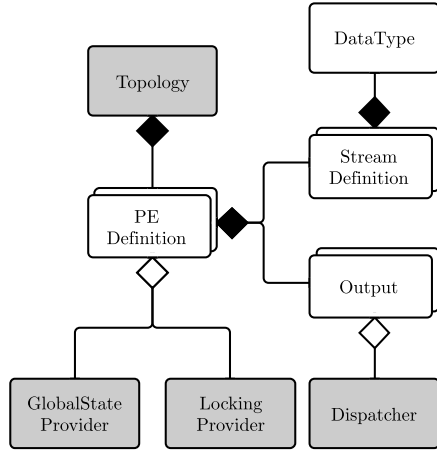 DataType
Topology
Stream
Definition
PE
Definition
Output
GlobalState
Provider
Locking
Provider
Dispatcher